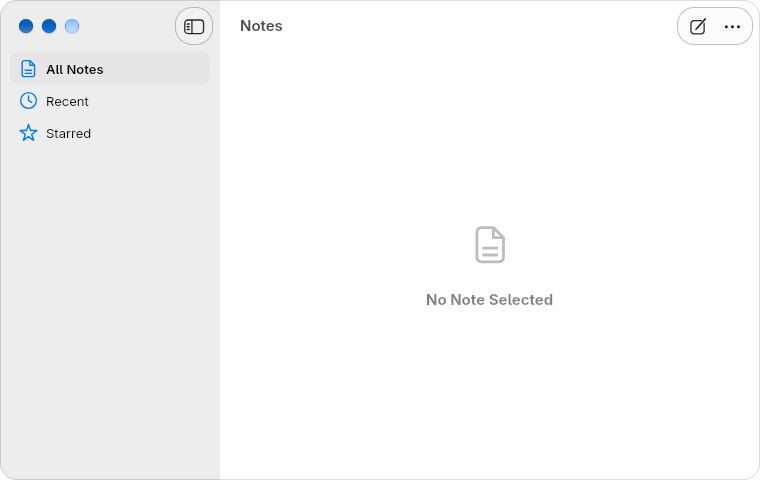 Notes
All Notes
Recent
Starred
No Note Selected